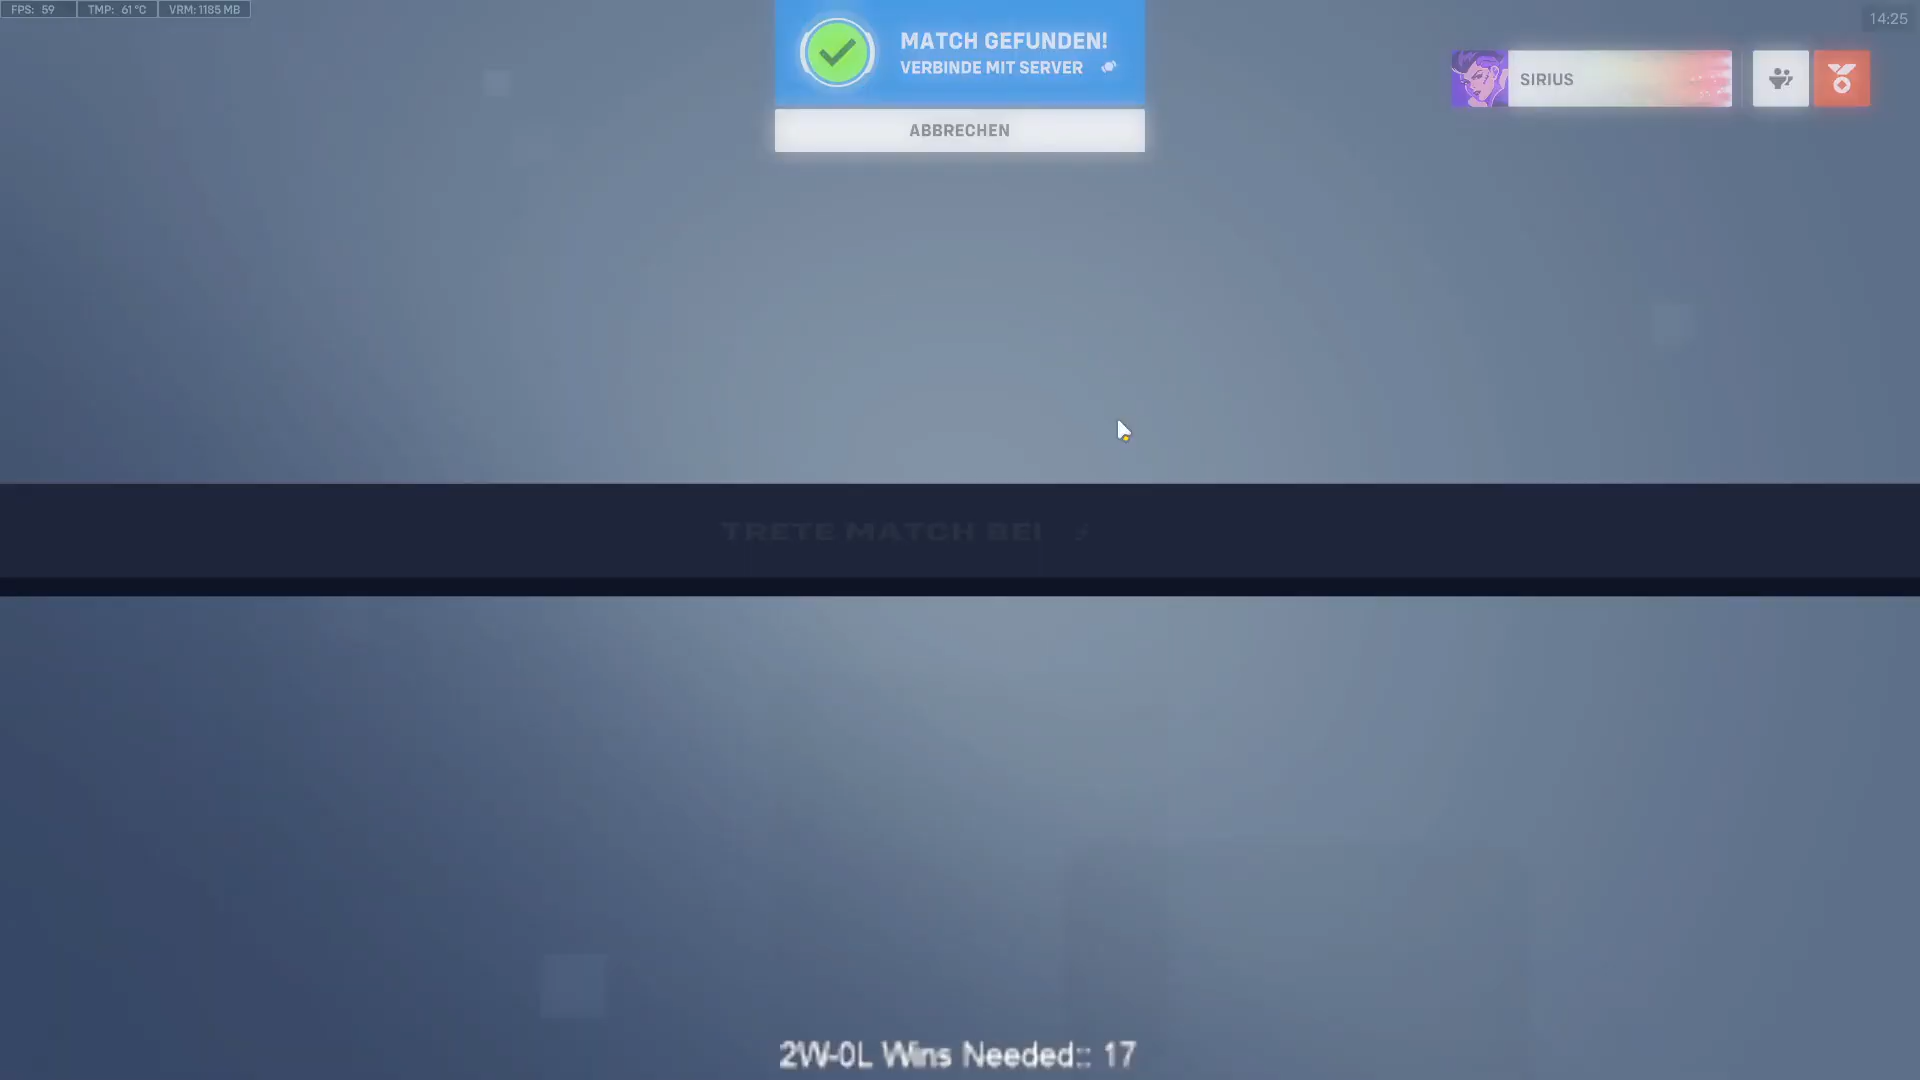 FPS: 59 TMP: 61 °C VRM: 1185 MB
14:25
MATCH GEFUNDEN!
VERBINDE MIT SERVER
SIRIUS
ABBRECHEN
TRETE MATCH BEI
2W-0L Wins Needed:: 17